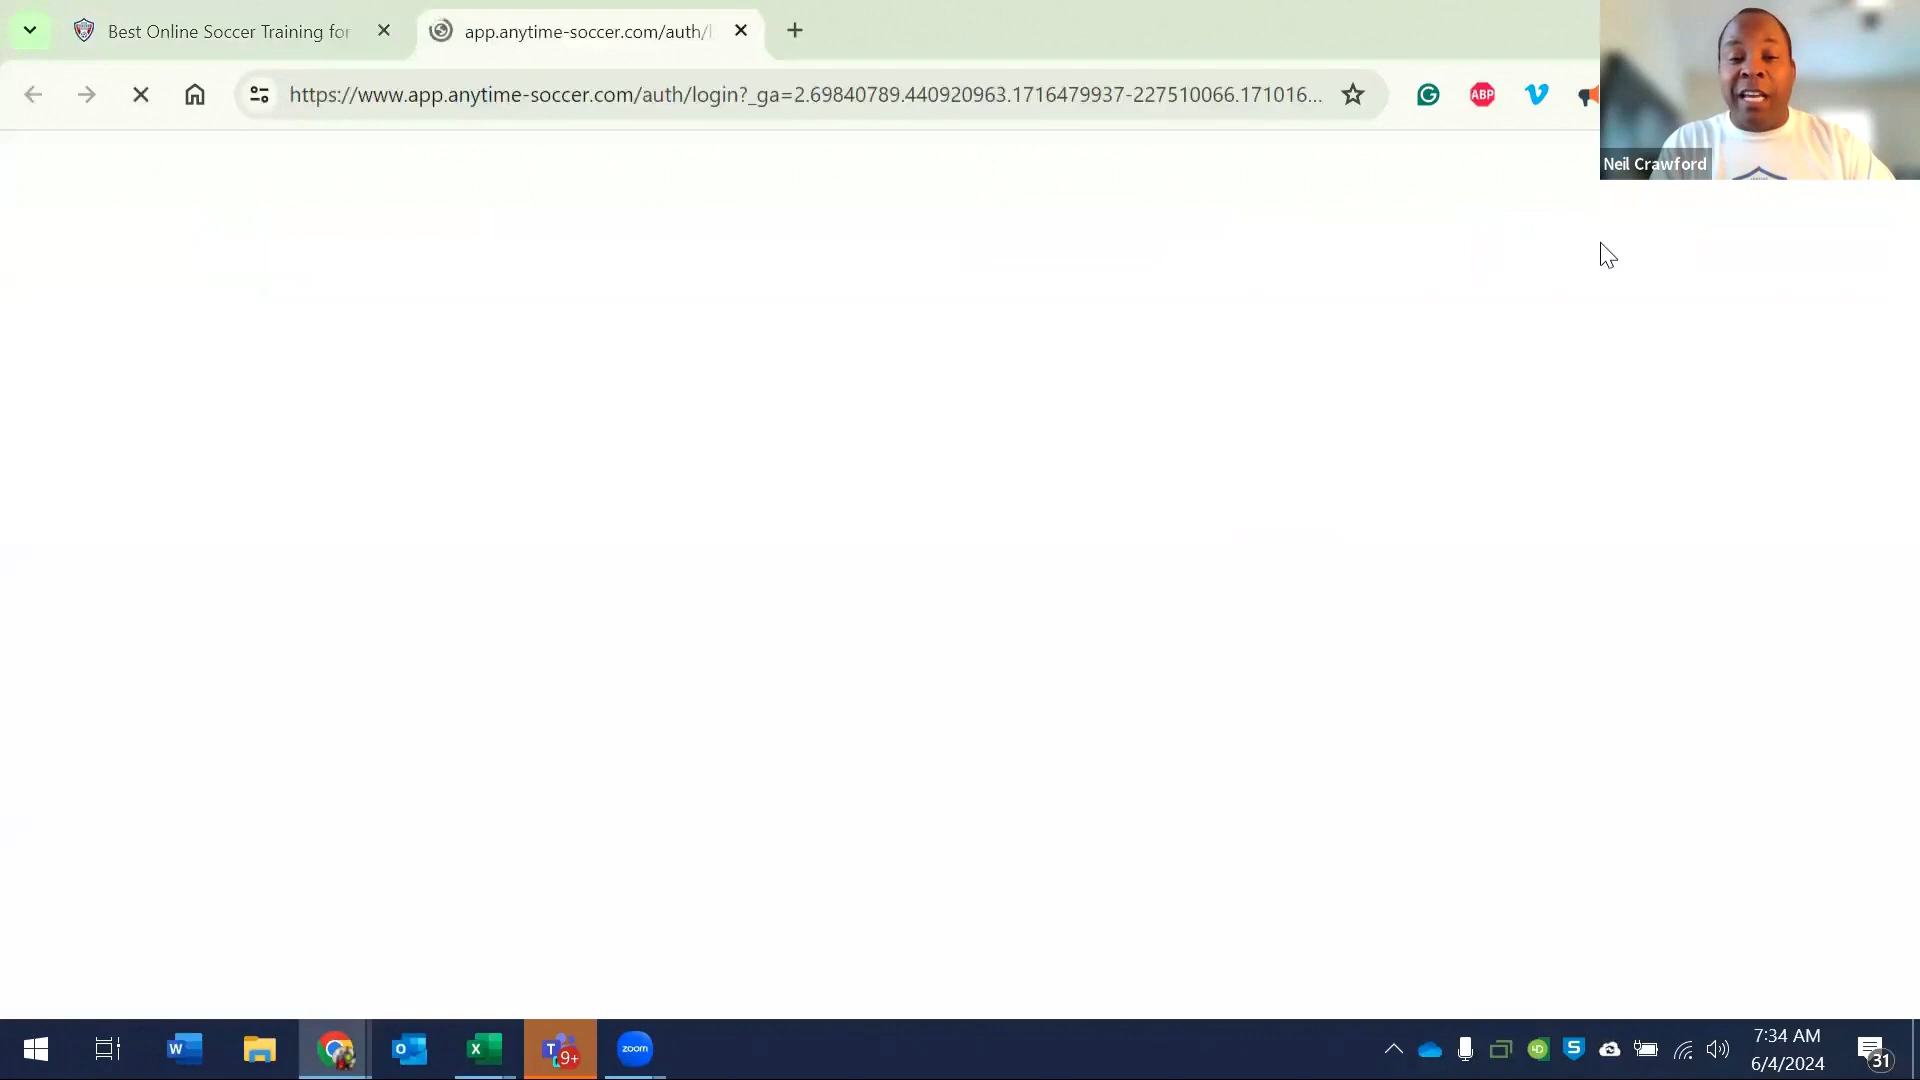 Best Online Soccer Training for
app.anytime-soccer.com/auth/l
https://www.app.anytime-soccer.com/auth/login?_ga=2.69840789.440920963.1716479937-227510066.171016...
ABP
Neil Crawford
W
O
X
T
9+
zoom
7:34 AM
6/4/2024
31